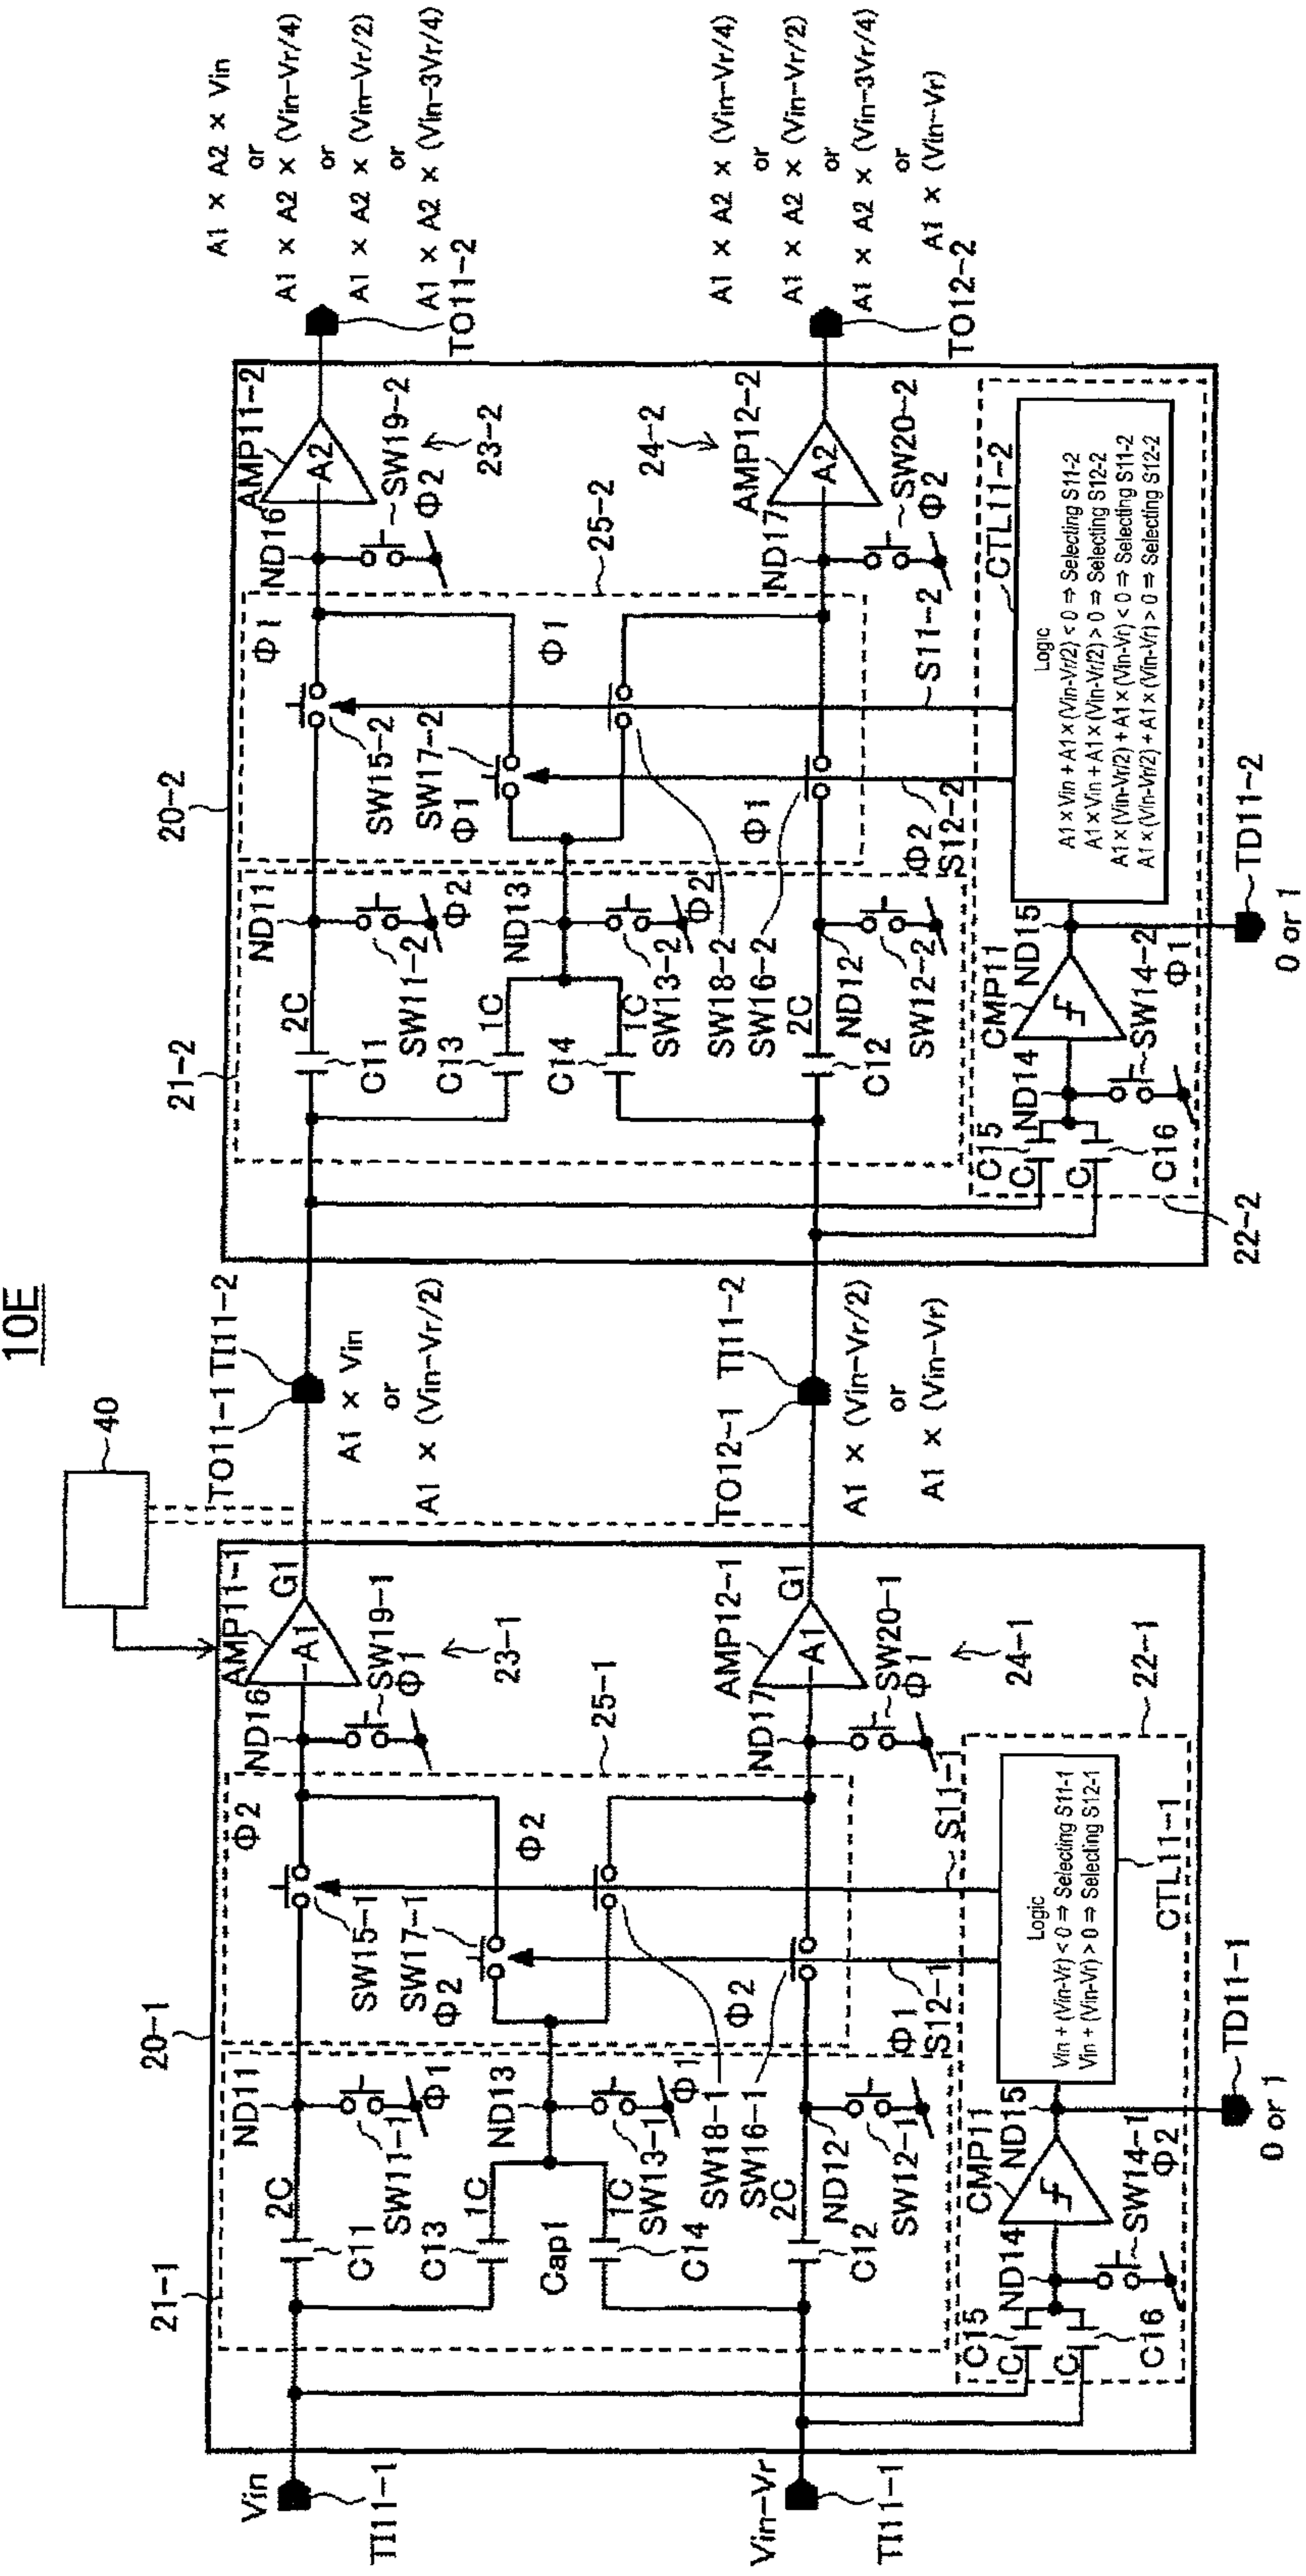 10E
40
20-1
21-1
Vin
TI11-1
Vin-Vr
TI11-1
2C
C11
ND11
SW11-1
Φ1
C13
1C
Cap1
1C
C14
ND13
SW13-1
Φ1
2C
C12
ND12
SW12-1
Φ1
SW15-1
Φ2
SW17-1
Φ2
Φ2
SW18-1
SW16-1
Φ2
25-1
S11-1
S12-1
ND16
AMP11-1
A1
G1
SW19-1
Φ1
23-1
ND17
AMP12-1
A1
G1
SW20-1
Φ1
24-1
C15
C
C
C16
ND14
CMP11
ND15
SW14-1
Φ2
Logic
Vin + (Vin-Vr) < 0 ⇒ Selecting S11-1
Vin + (Vin-Vr) > 0 ⇒ Selecting S12-1
CTL11-1
22-1
TD11-1
0 or 1
TO11-1 TI11-2
A1 × Vin
or
A1 × (Vin-Vr/2)
TO12-1 TI11-2
A1 × (Vin-Vr/2)
or
A1 × (Vin-Vr)
20-2
21-2
2C
C11
ND11
SW11-2
Φ2
C13
1C
1C
C14
ND13
SW13-2
Φ2
2C
C12
ND12
SW12-2
Φ2
SW15-2
Φ1
SW17-2
Φ1
Φ1
SW18-2
SW16-2
Φ1
25-2
S11-2
S12-2
ND16
AMP11-2
A2
SW19-2
Φ2
23-2
ND17
AMP12-2
A2
SW20-2
Φ2
24-2
C15
C
C
C16
ND14
CMP11
ND15
SW14-2
Φ1
CTL11-2
Logic
A1×Vin + A1×(Vin-Vr/2) < 0 ⇒ Selecting S11-2
A1×Vin + A1×(Vin-Vr/2) > 0 ⇒ Selecting S12-2
A1×(Vin-Vr/2) + A1×(Vin-Vr) < 0 ⇒ Selecting S11-2
A1×(Vin-Vr/2) + A1×(Vin-Vr) > 0 ⇒ Selecting S12-2
22-2
TD11-2
0 or 1
A1 × A2 × Vin
or
A1 × A2 × (Vin-Vr/4)
or
A1 × A2 × (Vin-Vr/2)
or
A1 × A2 × (Vin-3Vr/4)
TO11-2
A1 × A2 × (Vin-Vr/4)
or
A1 × A2 × (Vin-Vr/2)
or
A1 × A2 × (Vin-3Vr/4)
or
A1 × (Vin-Vr)
TO12-2